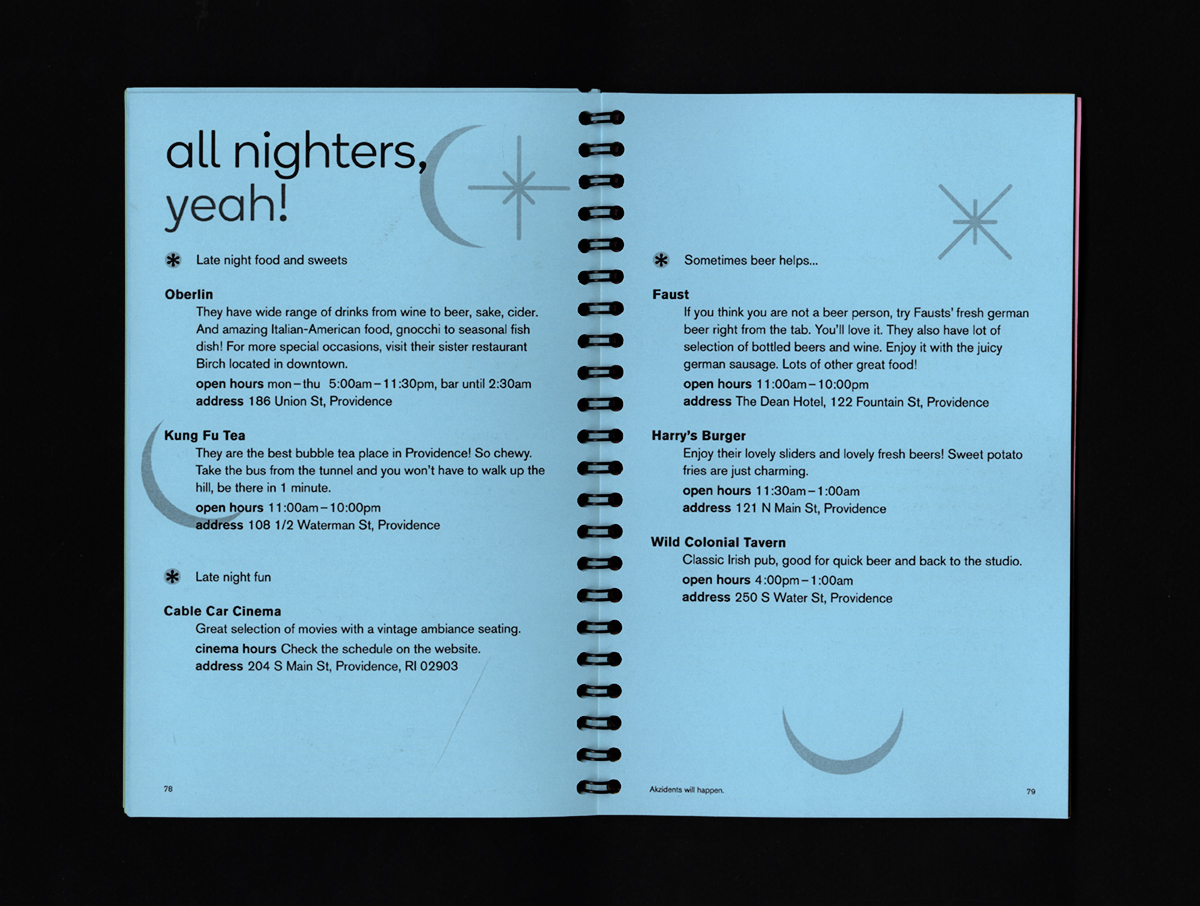 all nighters,
yeah!
* Late night food and sweets
Oberlin
They have wide range of drinks from wine to beer, sake, cider.
And amazing Italian-American food, gnocchi to seasonal fish
dish! For more special occasions, visit their sister restaurant
Birch located in downtown.
open hours mon – thu 5:00am – 11:30pm, bar until 2:30am
address 186 Union St, Providence
Kung Fu Tea
They are the best bubble tea place in Providence! So chewy.
Take the bus from the tunnel and you won't have to walk up the
hill, be there in 1 minute.
open hours 11:00am – 10:00pm
address 108 1/2 Waterman St, Providence
* Late night fun
Cable Car Cinema
Great selection of movies with a vintage ambiance seating.
cinema hours Check the schedule on the website.
address 204 S Main St, Providence, RI 02903
78
* Sometimes beer helps...
Faust
If you think you are not a beer person, try Fausts' fresh german
beer right from the tab. You'll love it. They also have lot of
selection of bottled beers and wine. Enjoy it with the juicy
german sausage. Lots of other great food!
open hours 11:00am – 10:00pm
address The Dean Hotel, 122 Fountain St, Providence
Harry's Burger
Enjoy their lovely sliders and lovely fresh beers! Sweet potato
fries are just charming.
open hours 11:30am – 1:00am
address 121 N Main St, Providence
Wild Colonial Tavern
Classic Irish pub, good for quick beer and back to the studio.
open hours 4:00pm – 1:00am
address 250 S Water St, Providence
Akzidents will happen.
79